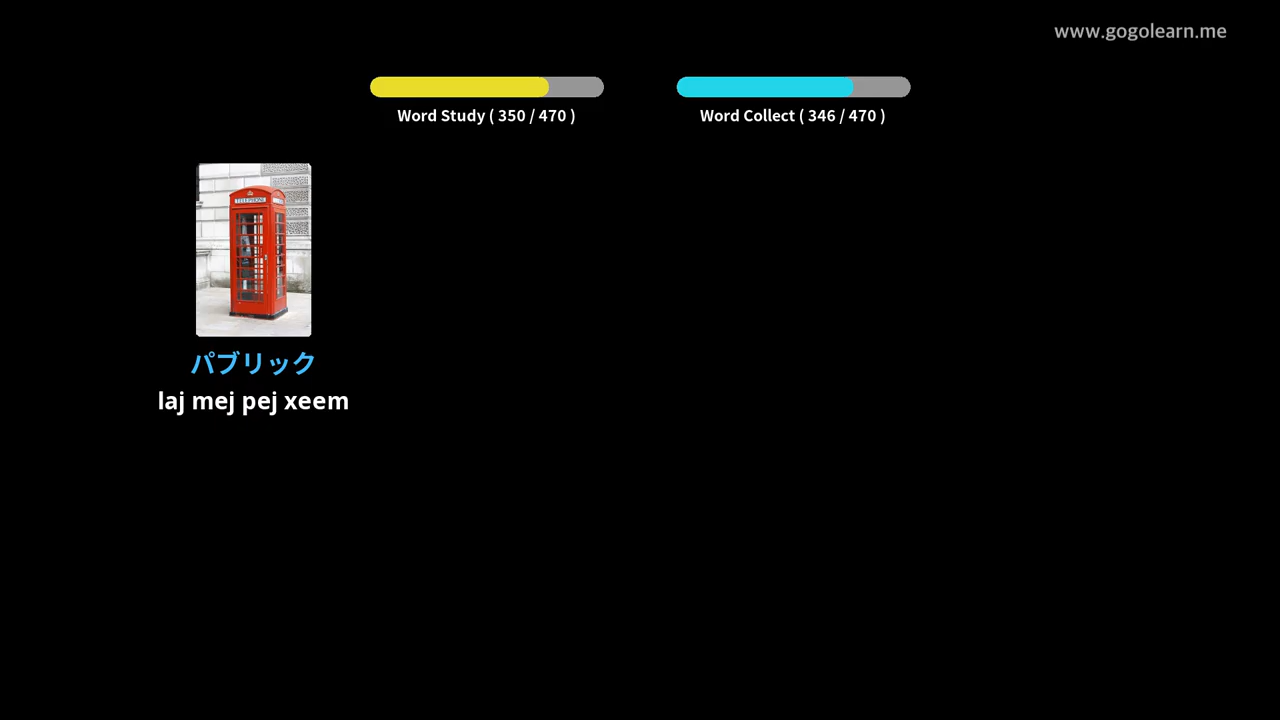 www.gogolearn.me
Word Study ( 350 / 470 )
Word Collect ( 346 / 470 )
TELEPHONE
パブリック
laj mej pej xeem